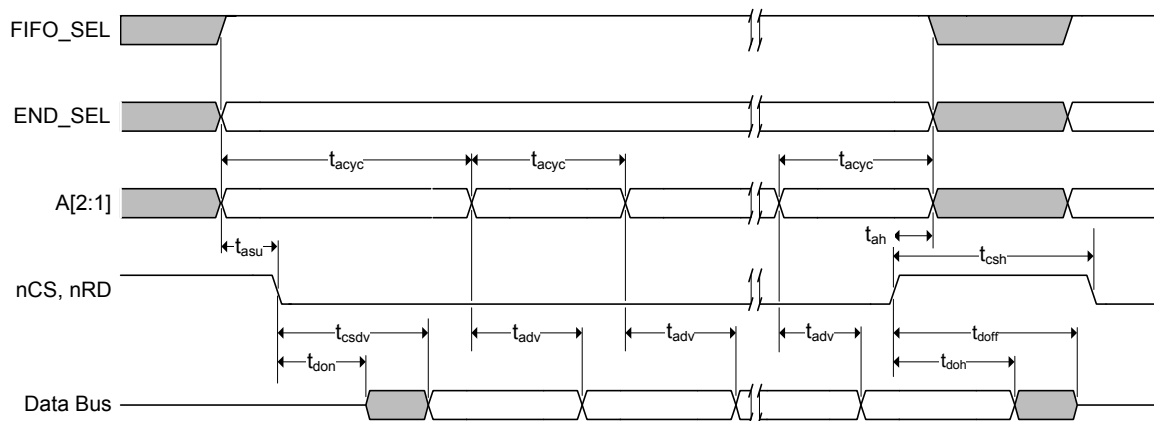 FIFO_SEL
END_SEL
tacyc tacyc tacyc
A[2:1]
tasu tah
tcsh
nCS, nRD
tcsdv tadv tadv tadv tdoff
tdon tdoh
Data Bus